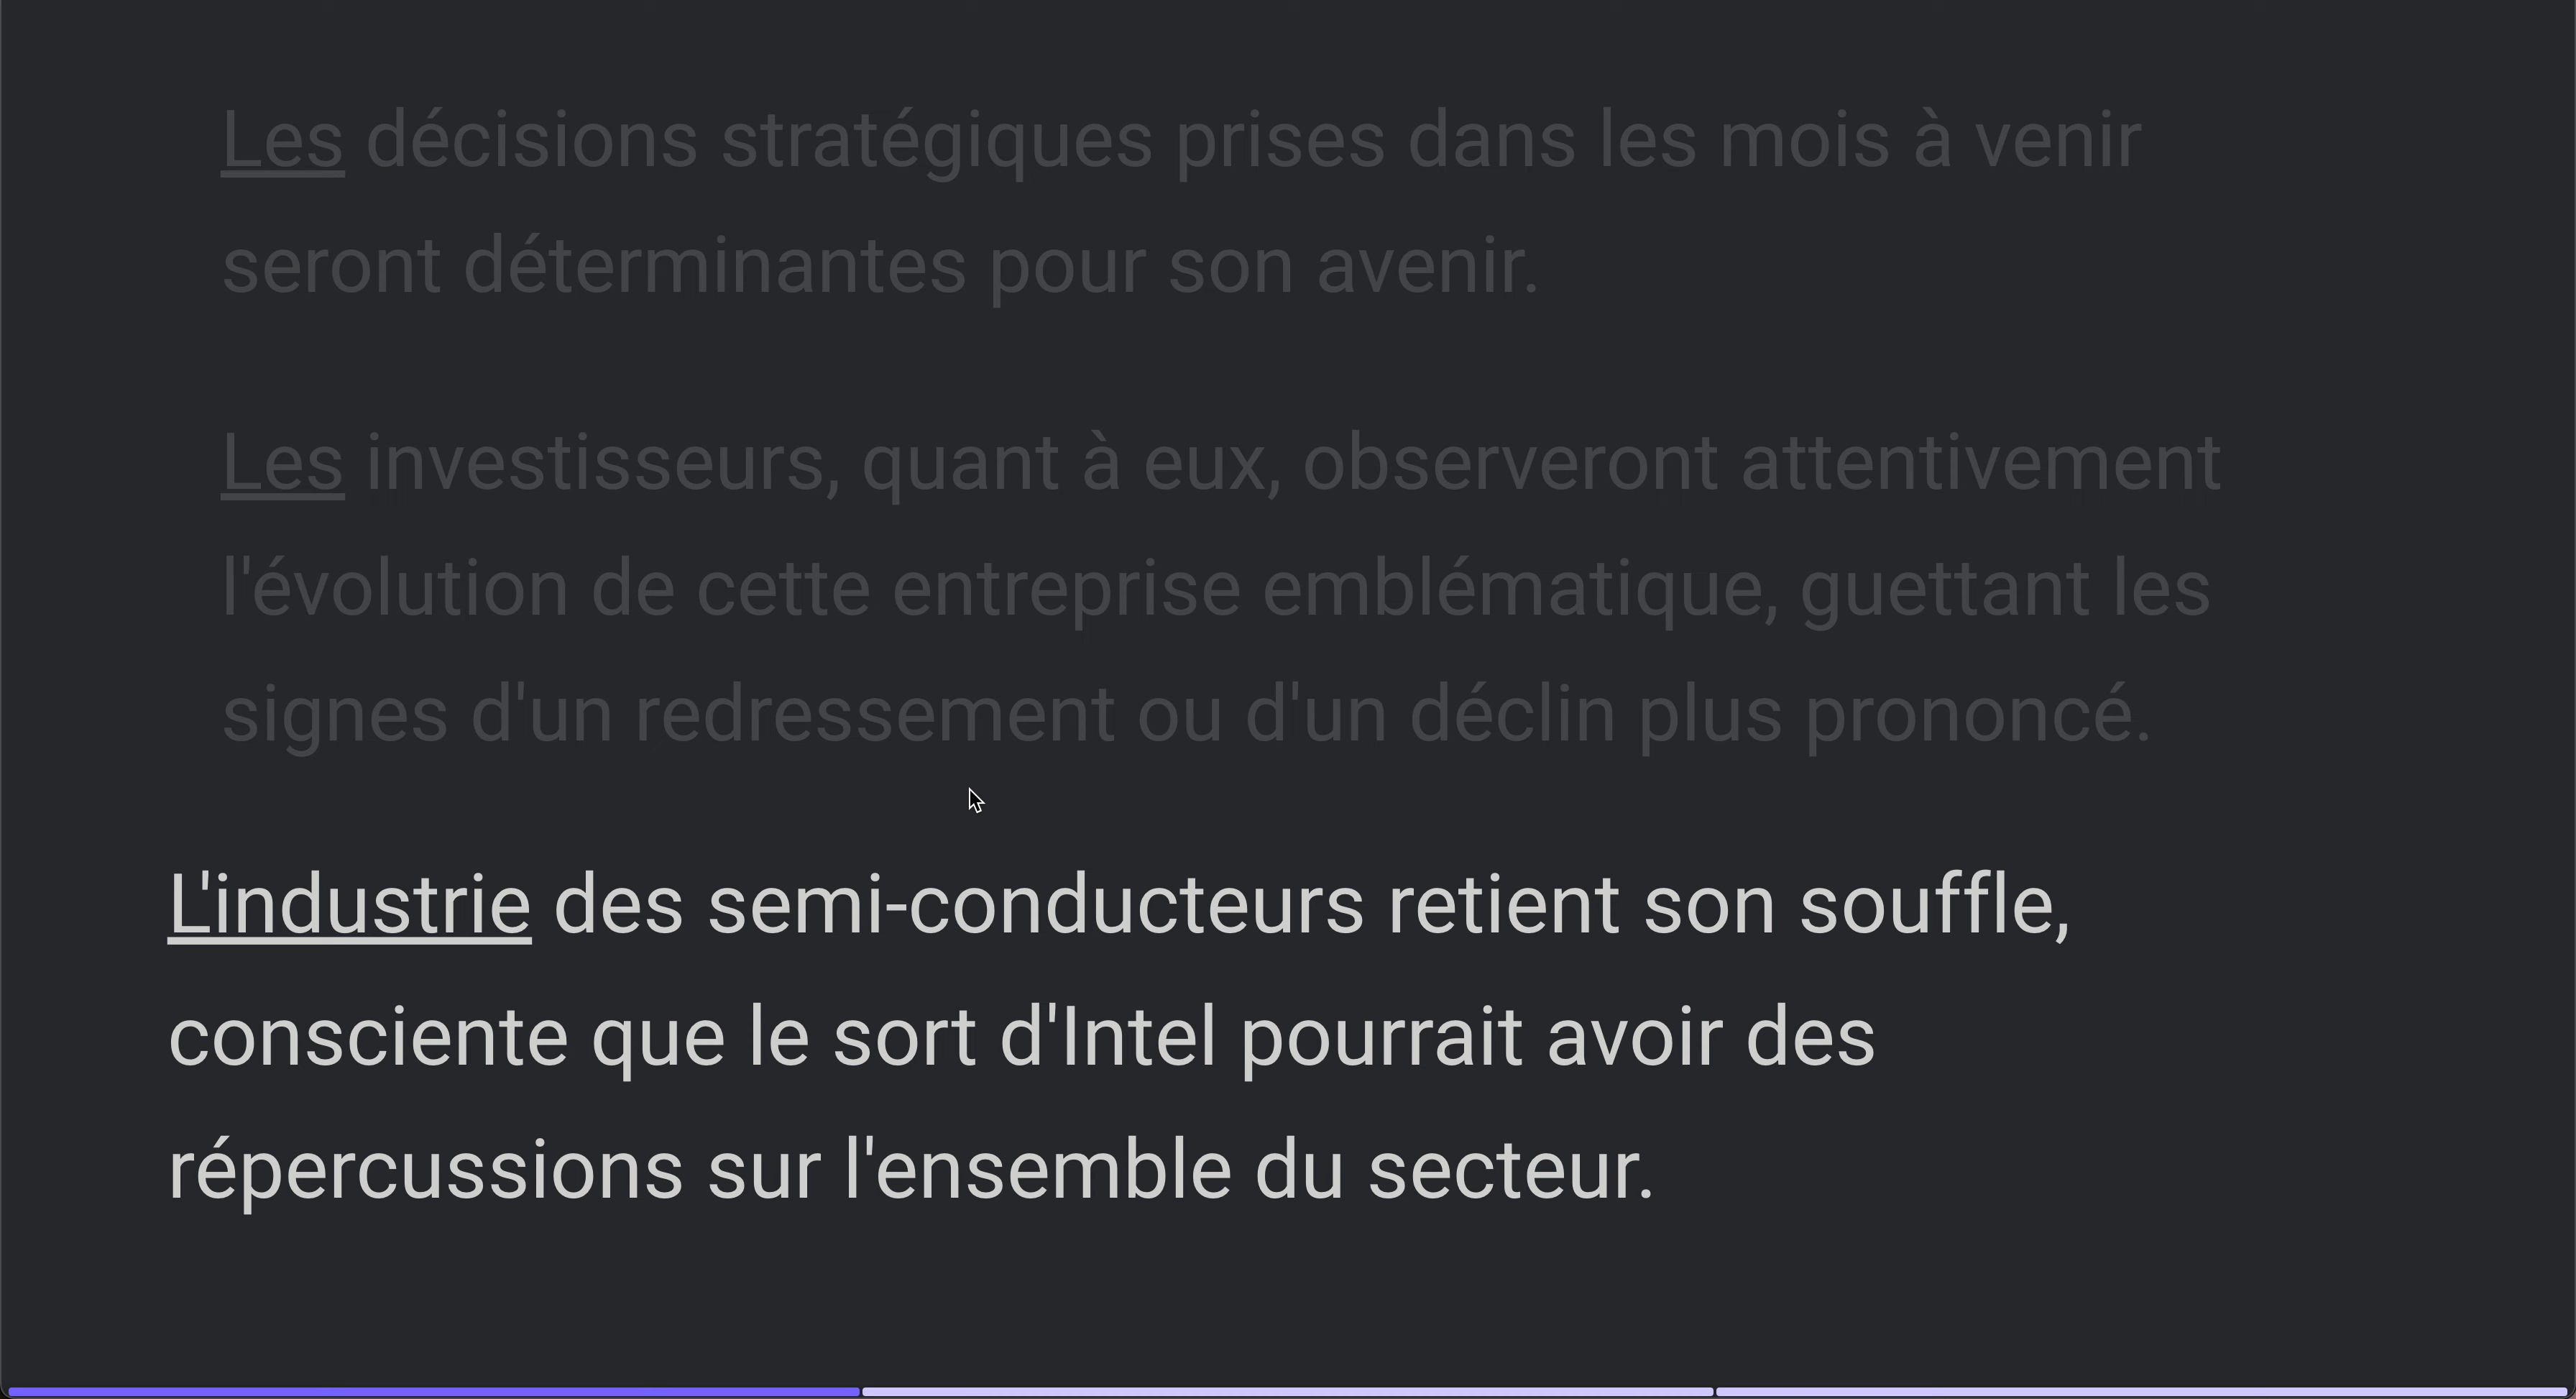 Les décisions stratégiques prises dans les mois à venir
seront déterminantes pour son avenir.
Les investisseurs, quant à eux, observeront attentivement
l'évolution de cette entreprise emblématique, guettant les
signes d'un redressement ou d'un déclin plus prononcé.
L'industrie des semi-conducteurs retient son souffle,
consciente que le sort d'Intel pourrait avoir des
répercussions sur l'ensemble du secteur.